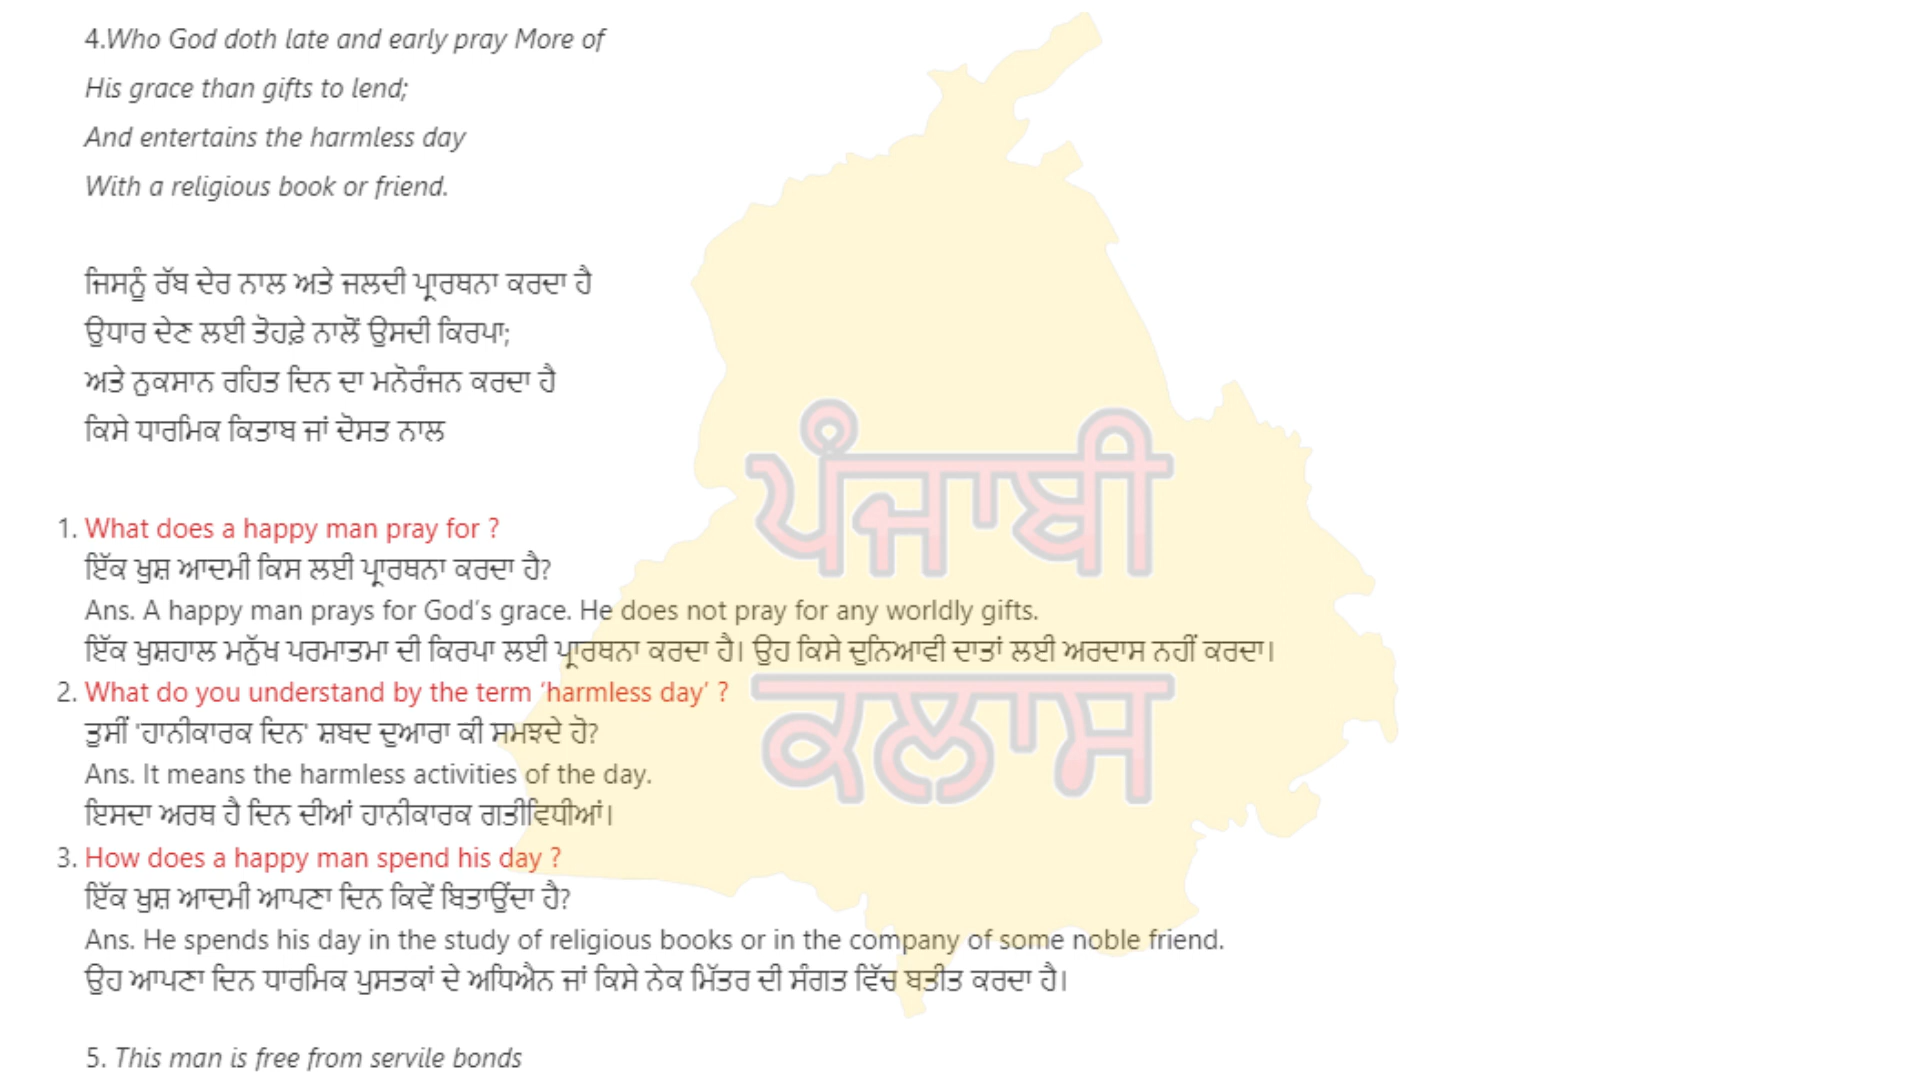 4.Who God doth late and early pray More of
His grace than gifts to lend;
And entertains the harmless day
With a religious book or friend.
ਜਿਸਨੂੰ ਰੱਬ ਦੇਰ ਨਾਲ ਅਤੇ ਜਲਦੀ ਪ੍ਰਾਰਥਨਾ ਕਰਦਾ ਹੈ
ਉਧਾਰ ਦੇਣ ਲਈ ਤੋਹਫ਼ੇ ਨਾਲੋਂ ਉਸਦੀ ਕਿਰਪਾ;
ਅਤੇ ਨੁਕਸਾਨ ਰਹਿਤ ਦਿਨ ਦਾ ਮਨੋਰੰਜਨ ਕਰਦਾ ਹੈ
ਕਿਸੇ ਧਾਰਮਿਕ ਕਿਤਾਬ ਜਾਂ ਦੋਸਤ ਨਾਲ
ਪੰਜਾਬੀ
ਕਲਾਸ
1. What does a happy man pray for ?
ਇੱਕ ਖੁਸ਼ ਆਦਮੀ ਕਿਸ ਲਈ ਪ੍ਰਾਰਥਨਾ ਕਰਦਾ ਹੈ?
Ans. A happy man prays for God’s grace. He does not pray for any worldly gifts.
ਇੱਕ ਖੁਸ਼ਹਾਲ ਮਨੁੱਖ ਪਰਮਾਤਮਾ ਦੀ ਕਿਰਪਾ ਲਈ ਪ੍ਰਾਰਥਨਾ ਕਰਦਾ ਹੈ। ਉਹ ਕਿਸੇ ਦੁਨਿਆਵੀ ਦਾਤਾਂ ਲਈ ਅਰਦਾਸ ਨਹੀਂ ਕਰਦਾ।
2. What do you understand by the term ‘harmless day’ ?
ਤੁਸੀਂ 'ਹਾਨੀਕਾਰਕ ਦਿਨ' ਸ਼ਬਦ ਦੁਆਰਾ ਕੀ ਸਮਝਦੇ ਹੋ?
Ans. It means the harmless activities of the day.
ਇਸਦਾ ਅਰਥ ਹੈ ਦਿਨ ਦੀਆਂ ਹਾਨੀਕਾਰਕ ਗਤੀਵਿਧੀਆਂ।
3. How does a happy man spend his day ?
ਇੱਕ ਖੁਸ਼ ਆਦਮੀ ਆਪਣਾ ਦਿਨ ਕਿਵੇਂ ਬਿਤਾਉਂਦਾ ਹੈ?
Ans. He spends his day in the study of religious books or in the company of some noble friend.
ਉਹ ਆਪਣਾ ਦਿਨ ਧਾਰਮਿਕ ਪੁਸਤਕਾਂ ਦੇ ਅਧਿਐਨ ਜਾਂ ਕਿਸੇ ਨੇਕ ਮਿੱਤਰ ਦੀ ਸੰਗਤ ਵਿੱਚ ਬਤੀਤ ਕਰਦਾ ਹੈ।
5. This man is free from servile bonds